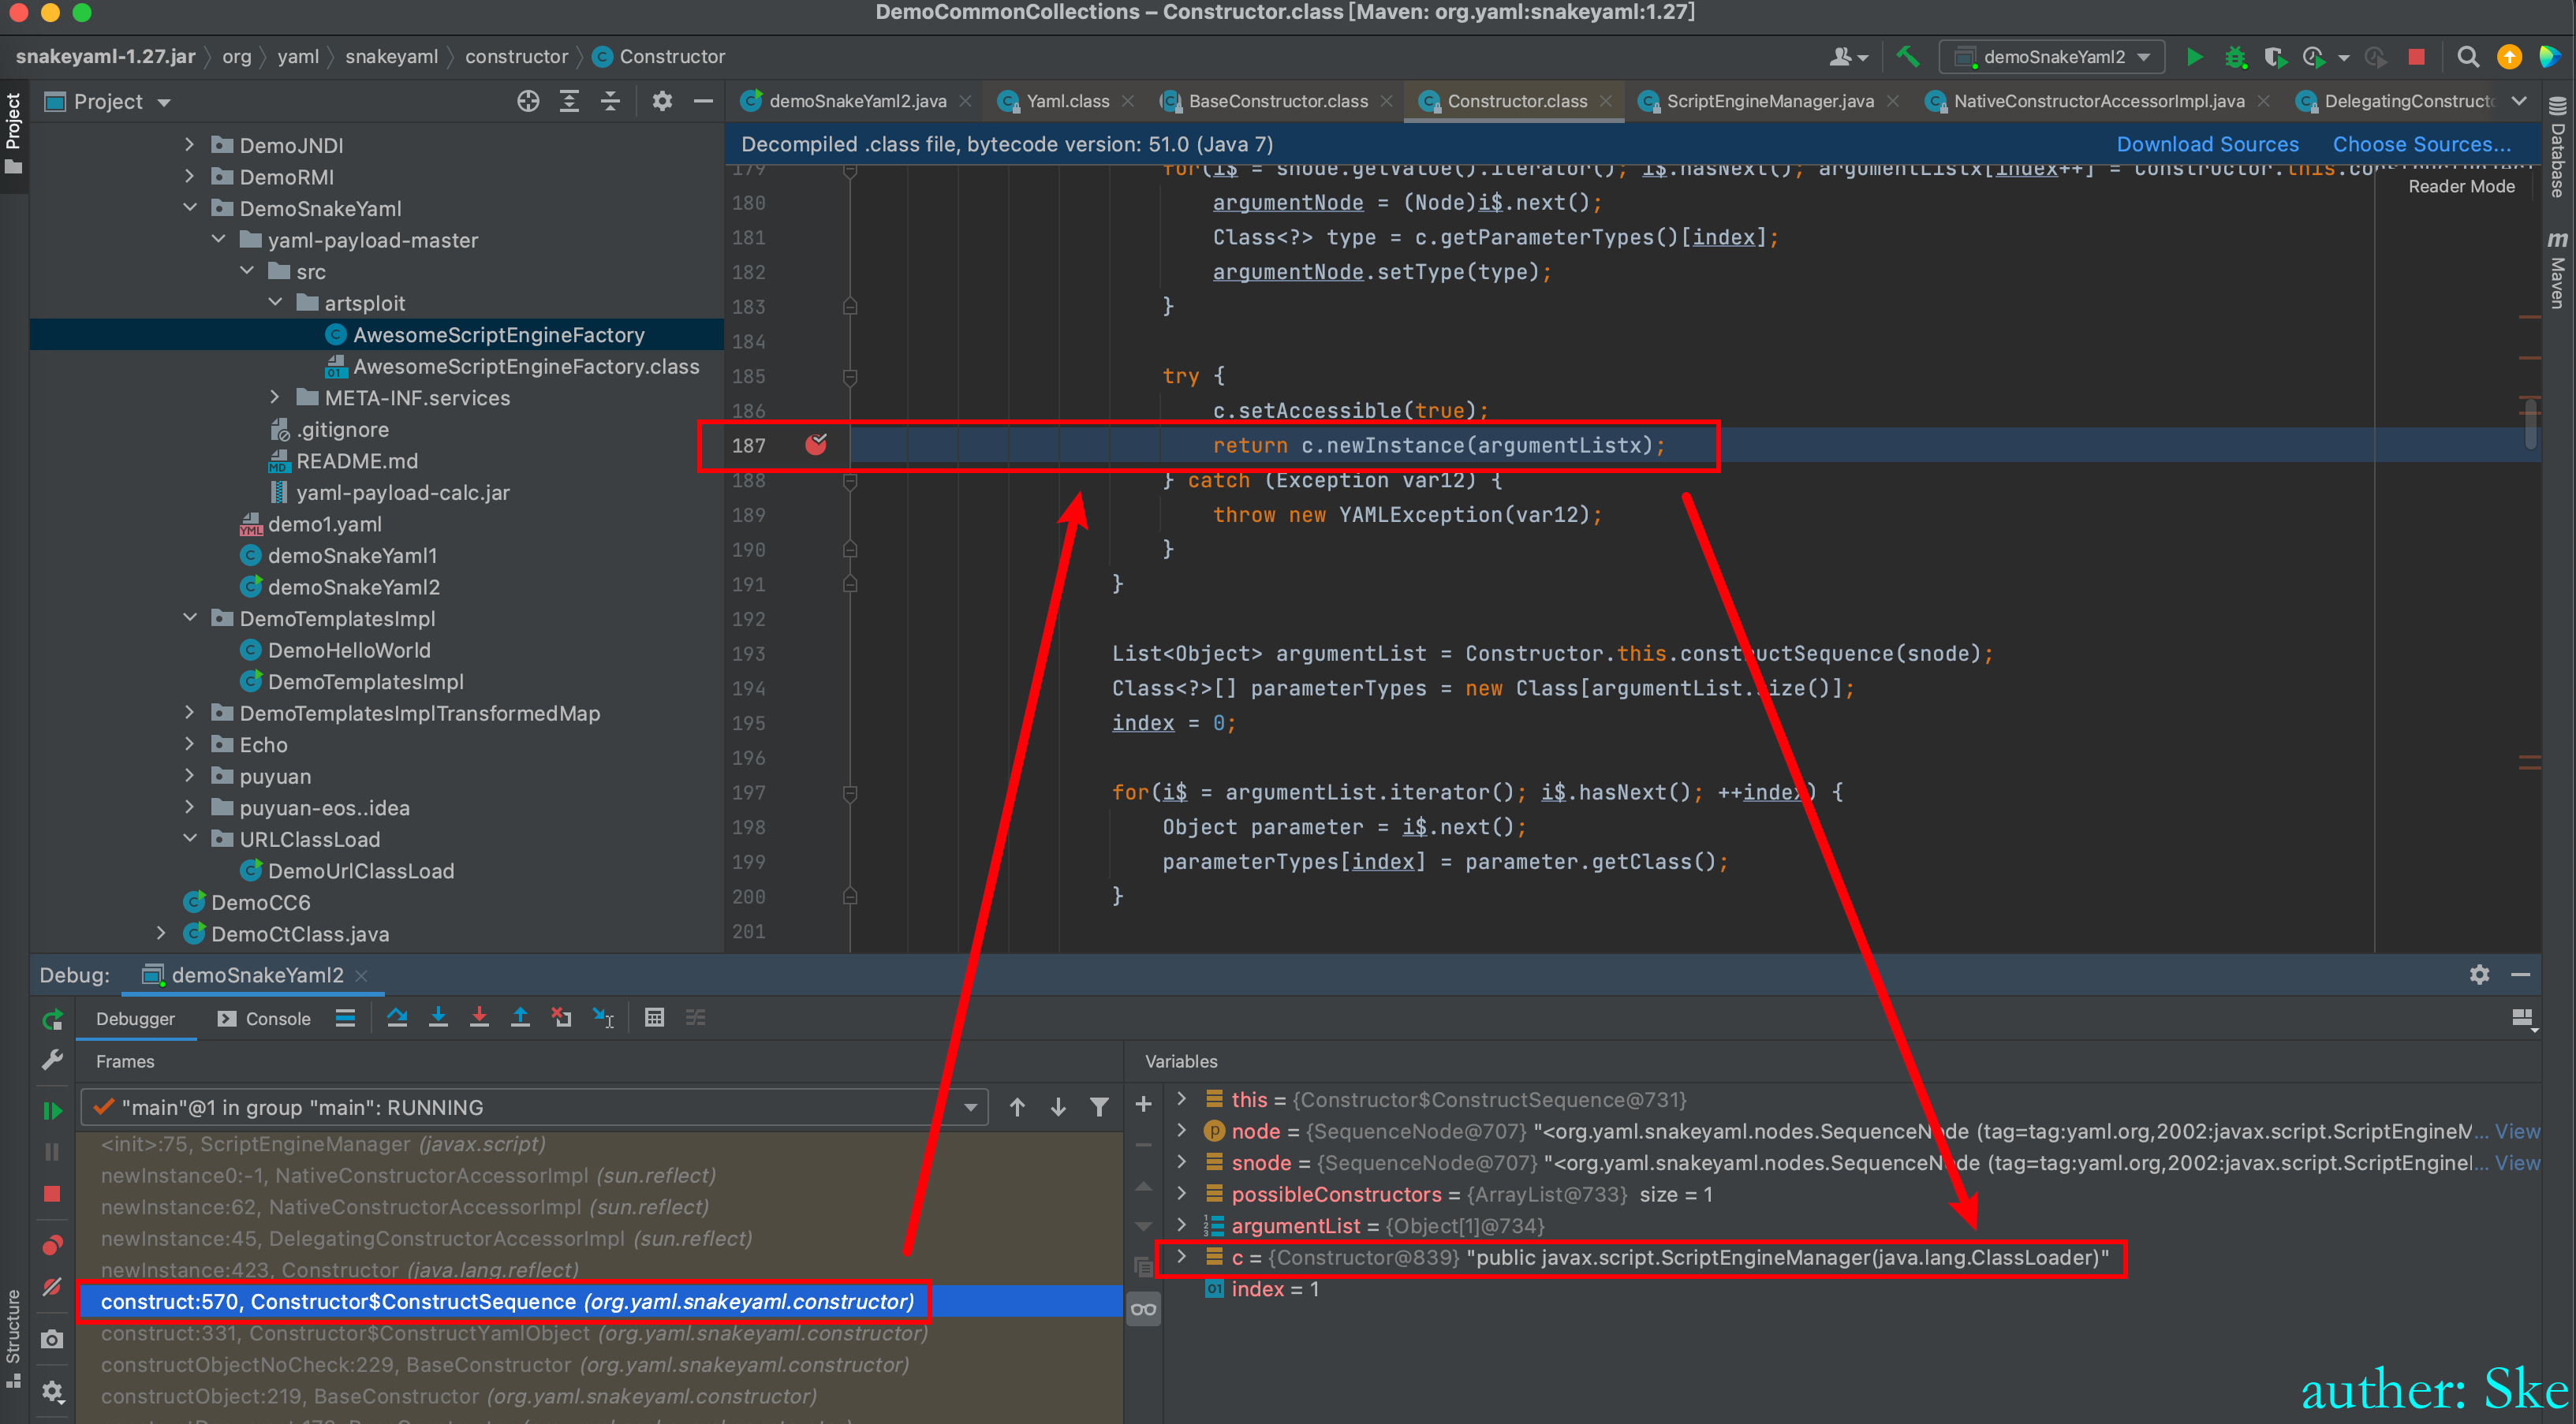 DemoCommonCollections – Constructor.class [Maven: org.yaml:snakeyaml:1.27]
snakeyaml-1.27.jar 〉 org 〉 yaml 〉 snakeyaml 〉 constructor 〉 Constructor
demoSnakeYaml2
Project
Project
demoSnakeYaml2.java
Yaml.class
BaseConstructor.class
Constructor.class
ScriptEngineManager.java
NativeConstructorAccessorImpl.java
DelegatingConstructo
Database
Maven
Decompiled .class file, bytecode version: 51.0 (Java 7)
Download Sources
Choose Sources...
Reader Mode
DemoJNDI
DemoRMI
DemoSnakeYaml
yaml-payload-master
src
artsploit
AwesomeScriptEngineFactory
AwesomeScriptEngineFactory.class
META-INF.services
.gitignore
README.md
yaml-payload-calc.jar
demo1.yaml
demoSnakeYaml1
demoSnakeYaml2
DemoTemplatesImpl
DemoHelloWorld
DemoTemplatesImpl
DemoTemplatesImplTransformedMap
Echo
puyuan
puyuan-eos..idea
URLClassLoad
DemoUrlClassLoad
DemoCC6
DemoCtClass.java
179 for(i$ = snode.getValue().iterator(); i$.hasNext(); argumentListx[index++] = Constructor.this.co
180 argumentNode = (Node)i$.next();
181 Class<?> type = c.getParameterTypes()[index];
182 argumentNode.setType(type);
183 }
184
185 try {
186 c.setAccessible(true);
187 return c.newInstance(argumentListx);
188 } catch (Exception var12) {
189 throw new YAMLException(var12);
190 }
191 }
192
193 List<Object> argumentList = Constructor.this.constructSequence(snode);
194 Class<?>[] parameterTypes = new Class[argumentList.size()];
195 index = 0;
196
197 for(i$ = argumentList.iterator(); i$.hasNext(); ++index) {
198 Object parameter = i$.next();
199 parameterTypes[index] = parameter.getClass();
200 }
201
Debug: demoSnakeYaml2
Debugger
Console
Frames
"main"@1 in group "main": RUNNING
<init>:75, ScriptEngineManager (javax.script)
newInstance0:-1, NativeConstructorAccessorImpl (sun.reflect)
newInstance:62, NativeConstructorAccessorImpl (sun.reflect)
newInstance:45, DelegatingConstructorAccessorImpl (sun.reflect)
newInstance:423, Constructor (java.lang.reflect)
construct:570, Constructor$ConstructSequence (org.yaml.snakeyaml.constructor)
construct:331, Constructor$ConstructYamlObject (org.yaml.snakeyaml.constructor)
constructObjectNoCheck:229, BaseConstructor (org.yaml.snakeyaml.constructor)
constructObject:219, BaseConstructor (org.yaml.snakeyaml.constructor)
Variables
this = {Constructor$ConstructSequence@731}
node = {SequenceNode@707} "<org.yaml.snakeyaml.nodes.SequenceNode (tag=tag:yaml.org,2002:javax.script.ScriptEngineM... View
snode = {SequenceNode@707} "<org.yaml.snakeyaml.nodes.SequenceNode (tag=tag:yaml.org,2002:javax.script.ScriptEngineI... View
possibleConstructors = {ArrayList@733} size = 1
argumentList = {Object[1]@734}
c = {Constructor@839} "public javax.script.ScriptEngineManager(java.lang.ClassLoader)"
index = 1
Structure
auther: Ske